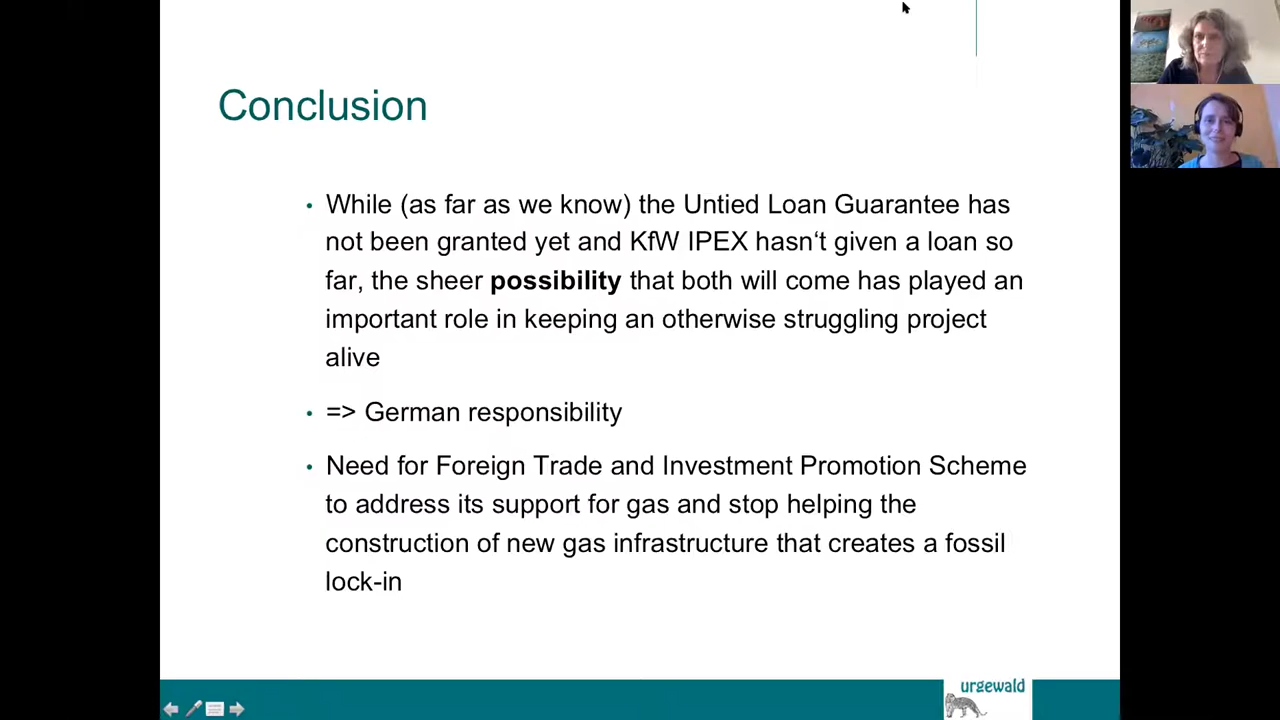 Conclusion
• While (as far as we know) the Untied Loan Guarantee has
not been granted yet and KfW IPEX hasn‘t given a loan so
far, the sheer possibility that both will come has played an
important role in keeping an otherwise struggling project
alive
• => German responsibility
• Need for Foreign Trade and Investment Promotion Scheme
to address its support for gas and stop helping the
construction of new gas infrastructure that creates a fossil
lock-in
urgewald